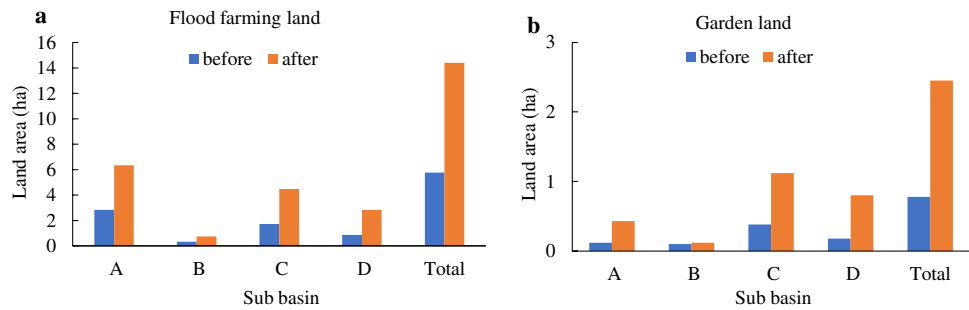 a
Flood farming land
before after
Land area (ha)
16
14
12
10
8
6
4
2
0
A B C D Total
Sub basin
b
Garden land
before after
Land area (ha)
3
2
1
0
A B C D Total
Sub basin